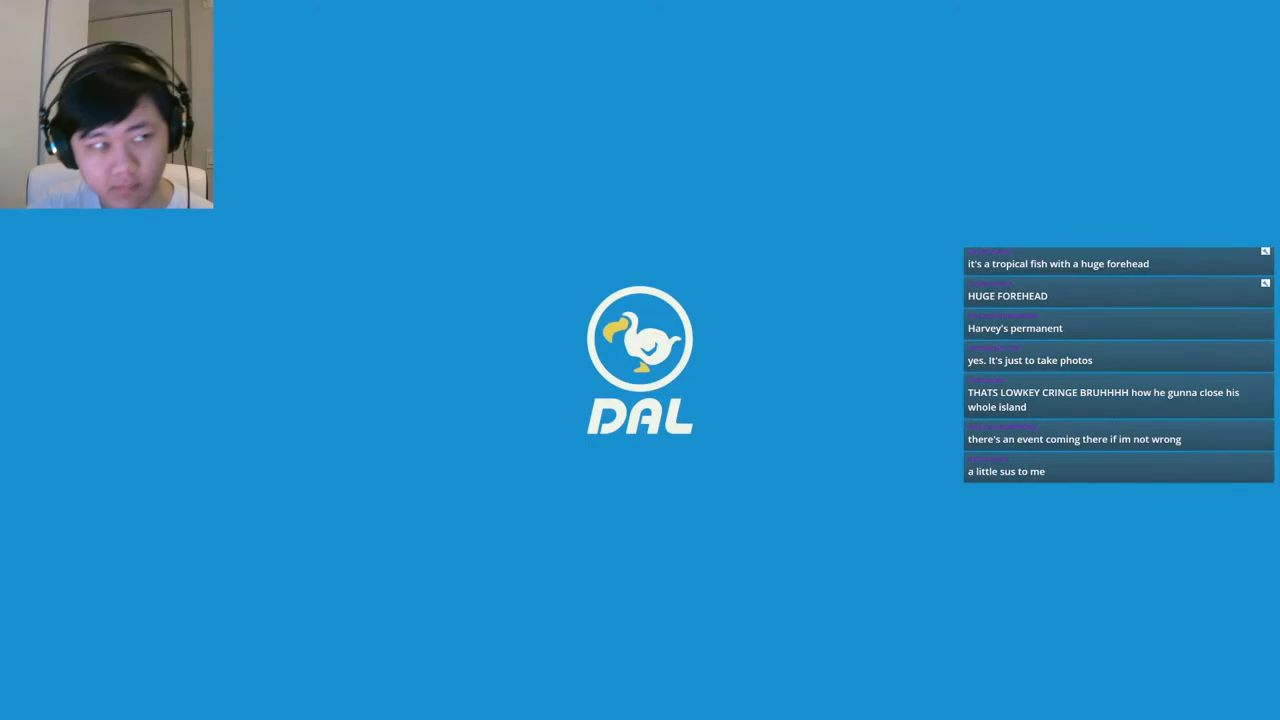 it's a tropical fish with a huge forehead
HUGE FOREHEAD
Harvey's permanent
yes. It's just to take photos
THATS LOWKEY CRINGE BRUHHHH how he gunna close his
whole island
there's an event coming there if im not wrong
a little sus to me
DAL